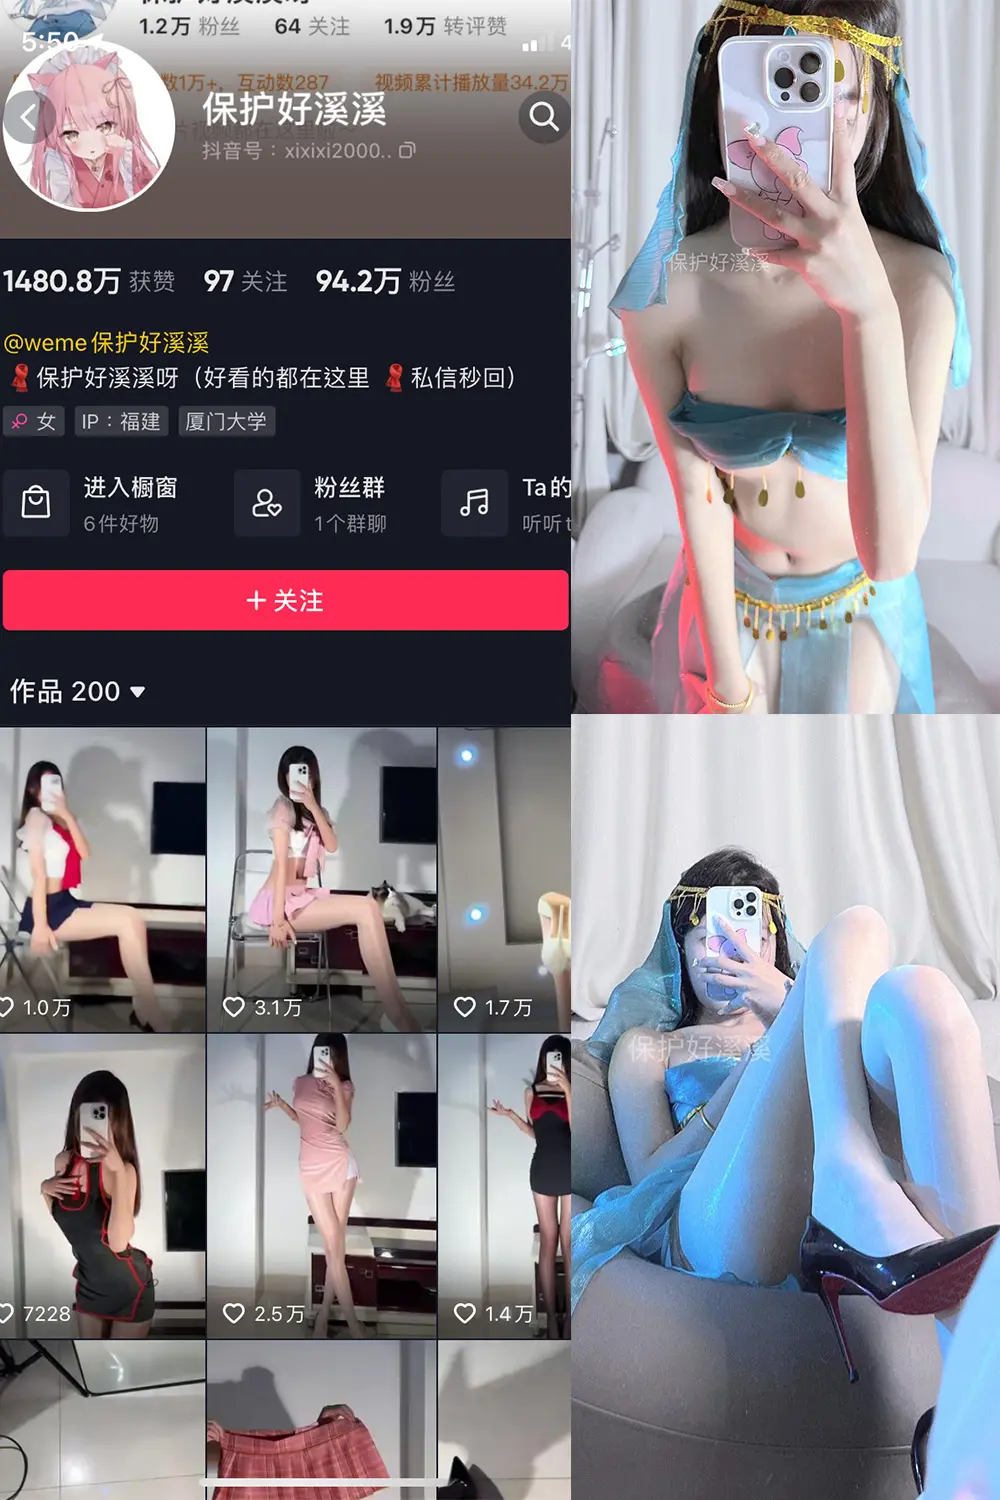 1.2万 粉丝 64 关注 1.9万 转评赞
5:50
4
数1万+，互动数287 视频累计播放量34.2万
保护好溪溪
抖音号：xixixi2000..
1480.8万 获赞 97 关注 94.2万 粉丝
@weme保护好溪溪
保护好溪溪呀（好看的都在这里 私信秒回）
女 IP：福建 厦门大学
进入橱窗 粉丝群 Ta的
6件好物 1个群聊 听听
+ 关注
作品 200
1.0万 3.1万 1.7万
7228 2.5万 1.4万
保护好溪溪
保护好溪溪